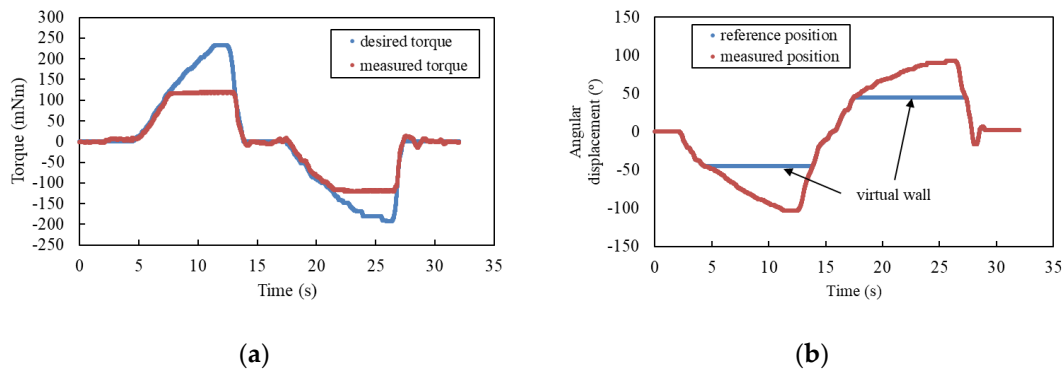 300
250
200
150
100
50
0
-50
-100
-150
-200
-250
0 5 10 15 20 25 30 35
Torque (mNm)
Time (s)
desired torque
measured torque
(a)
150
100
50
0
-50
-100
-150
0 5 10 15 20 25 30 35
Angular
displacement (°)
Time (s)
reference position
measured position
virtual wall
(b)